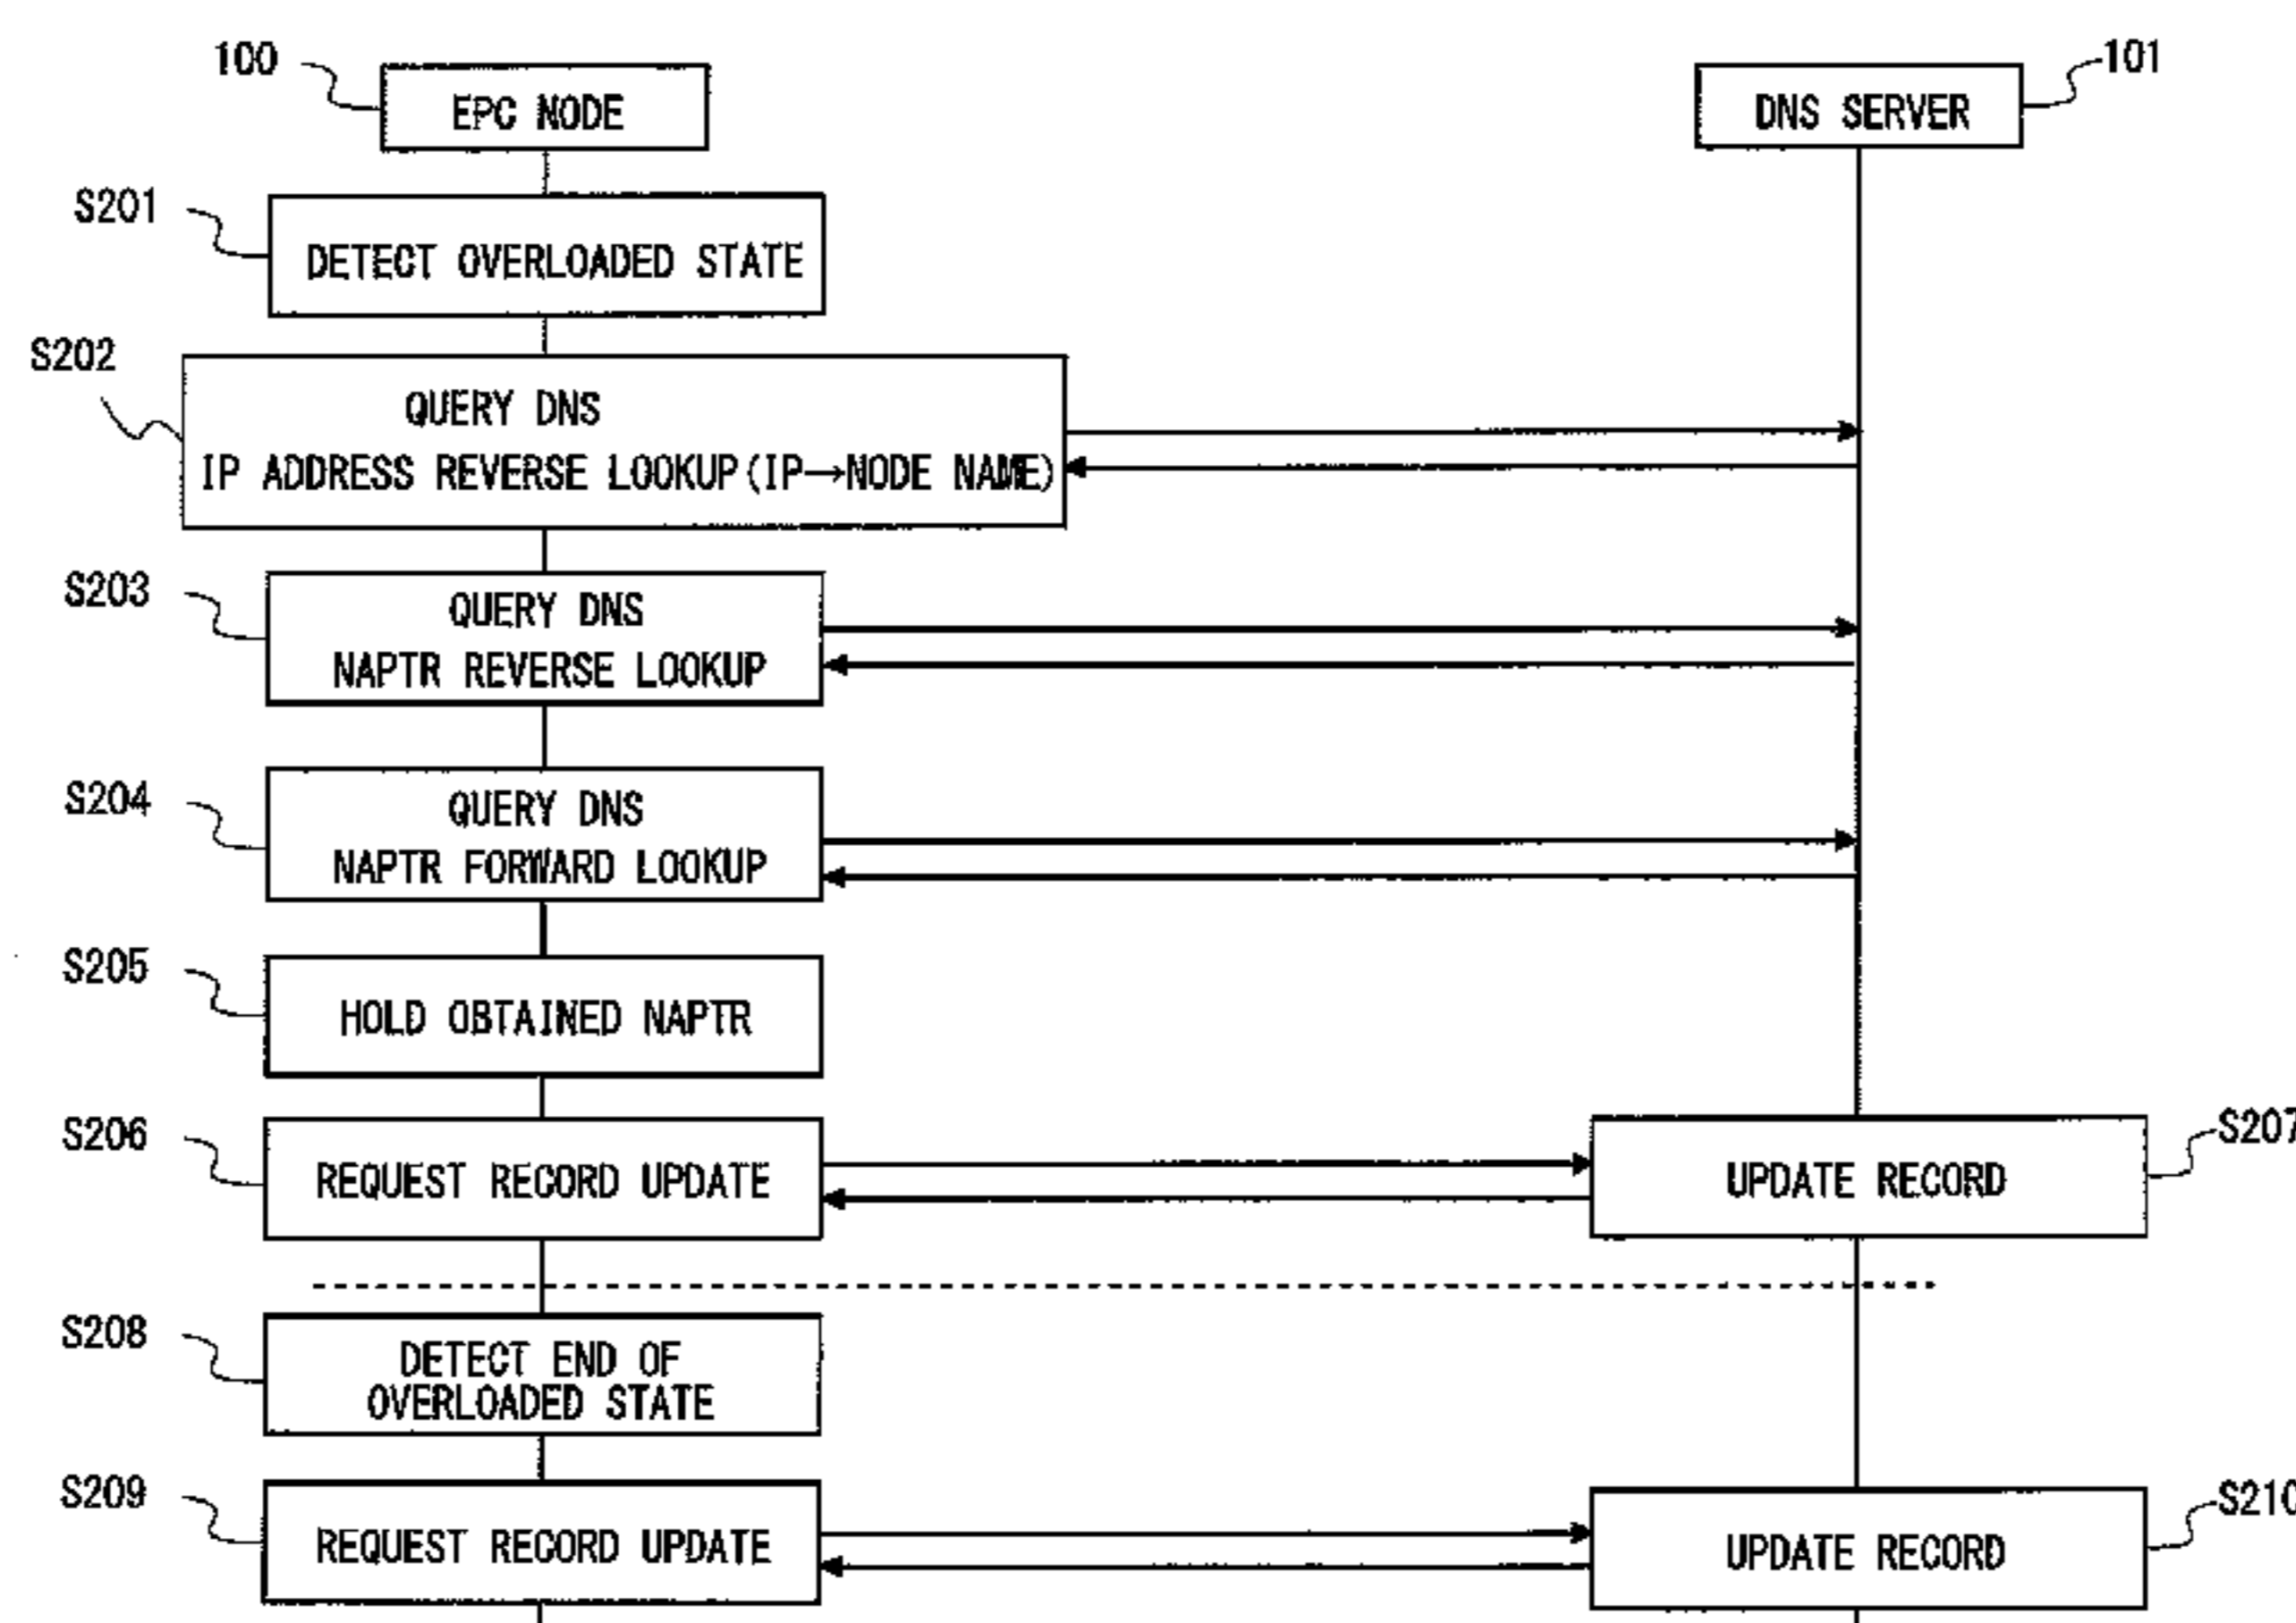 100
EPC NODE
DNS SERVER
101
S201
DETECT OVERLOADED STATE
S202
QUERY DNS
IP ADDRESS REVERSE LOOKUP(IP→NODE NAME)
S203
QUERY DNS
NAPTR REVERSE LOOKUP
S204
QUERY DNS
NAPTR FORWARD LOOKUP
S205
HOLD OBTAINED NAPTR
S206
REQUEST RECORD UPDATE
UPDATE RECORD
S207
S208
DETECT END OF
OVERLOADED STATE
S209
REQUEST RECORD UPDATE
UPDATE RECORD
S210